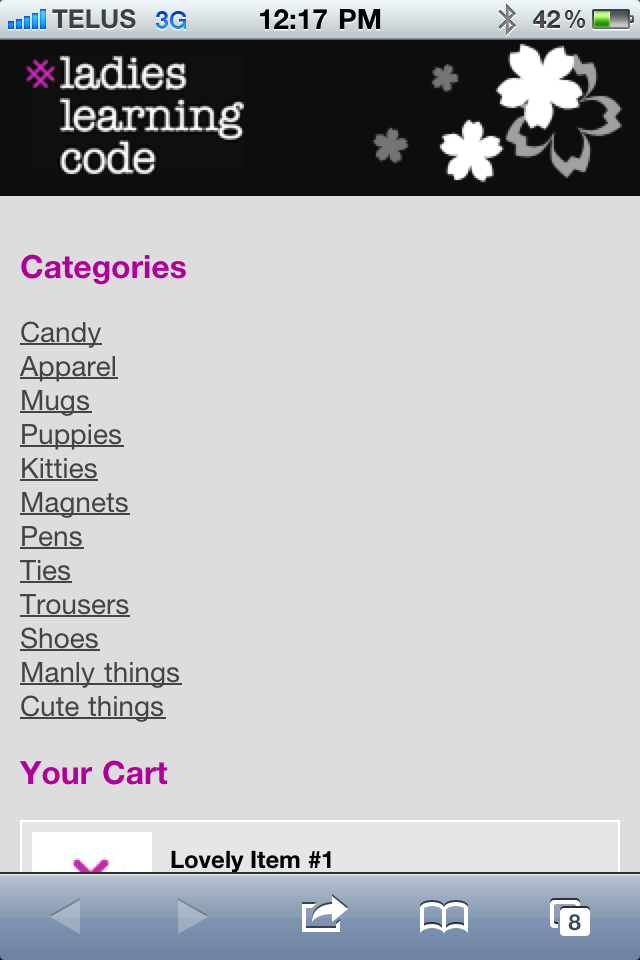 TELUS 3G 12:17 PM 42%
ladies
learning
code
Categories
Candy
Apparel
Mugs
Puppies
Kitties
Magnets
Pens
Ties
Trousers
Shoes
Manly things
Cute things
Your Cart
Lovely Item #1
8